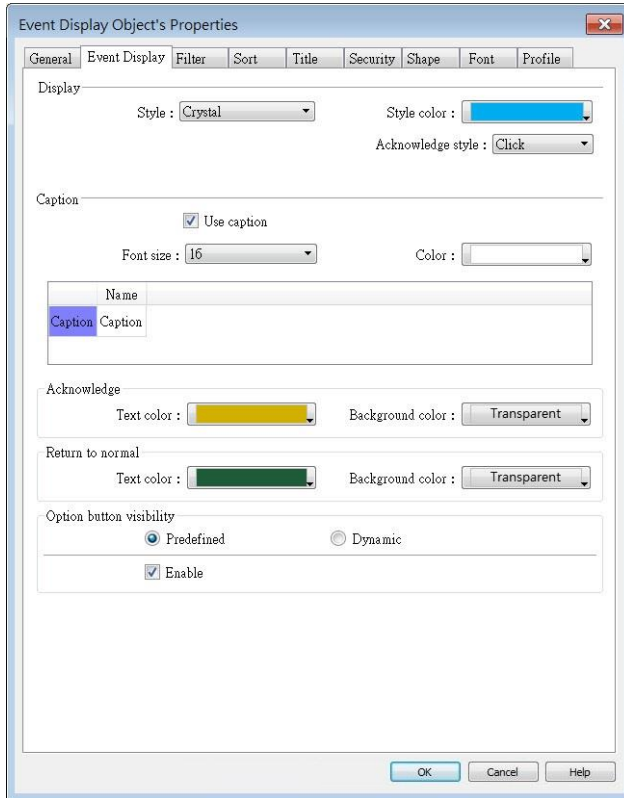 Event Display Object's Properties
General Event Display Filter Sort Title Security Shape Font Profile
Display
Style : Crystal Style color :
Acknowledge style : Click
Caption
Use caption
Font size : 16 Color :
Name
Caption Caption
Acknowledge
Text color : Background color : Transparent
Return to normal
Text color : Background color : Transparent
Option button visibility
Predefined Dynamic
Enable
OK Cancel Help